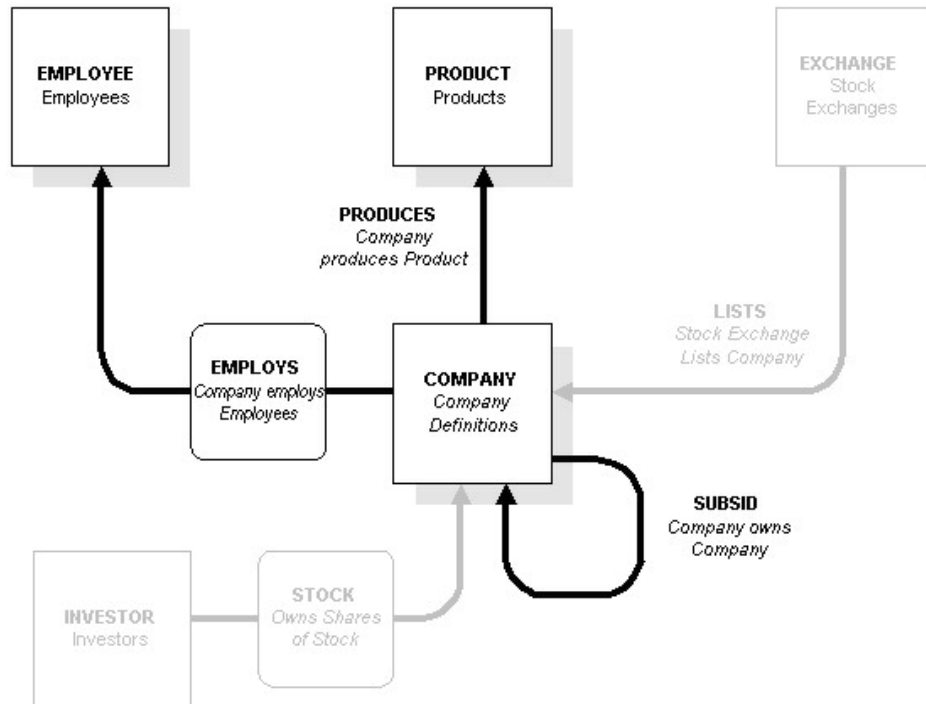 EMPLOYEE
Employees
PRODUCT
Products
EXCHANGE
Stock
Exchanges
PRODUCES
Company
produces Product
LISTS
Stock Exchange
Lists Company
EMPLOYS
Company employs
Employees
COMPANY
Company
Definitions
SUBSID
Company owns
Company
INVESTOR
Investors
STOCK
Owns Shares
of Stock